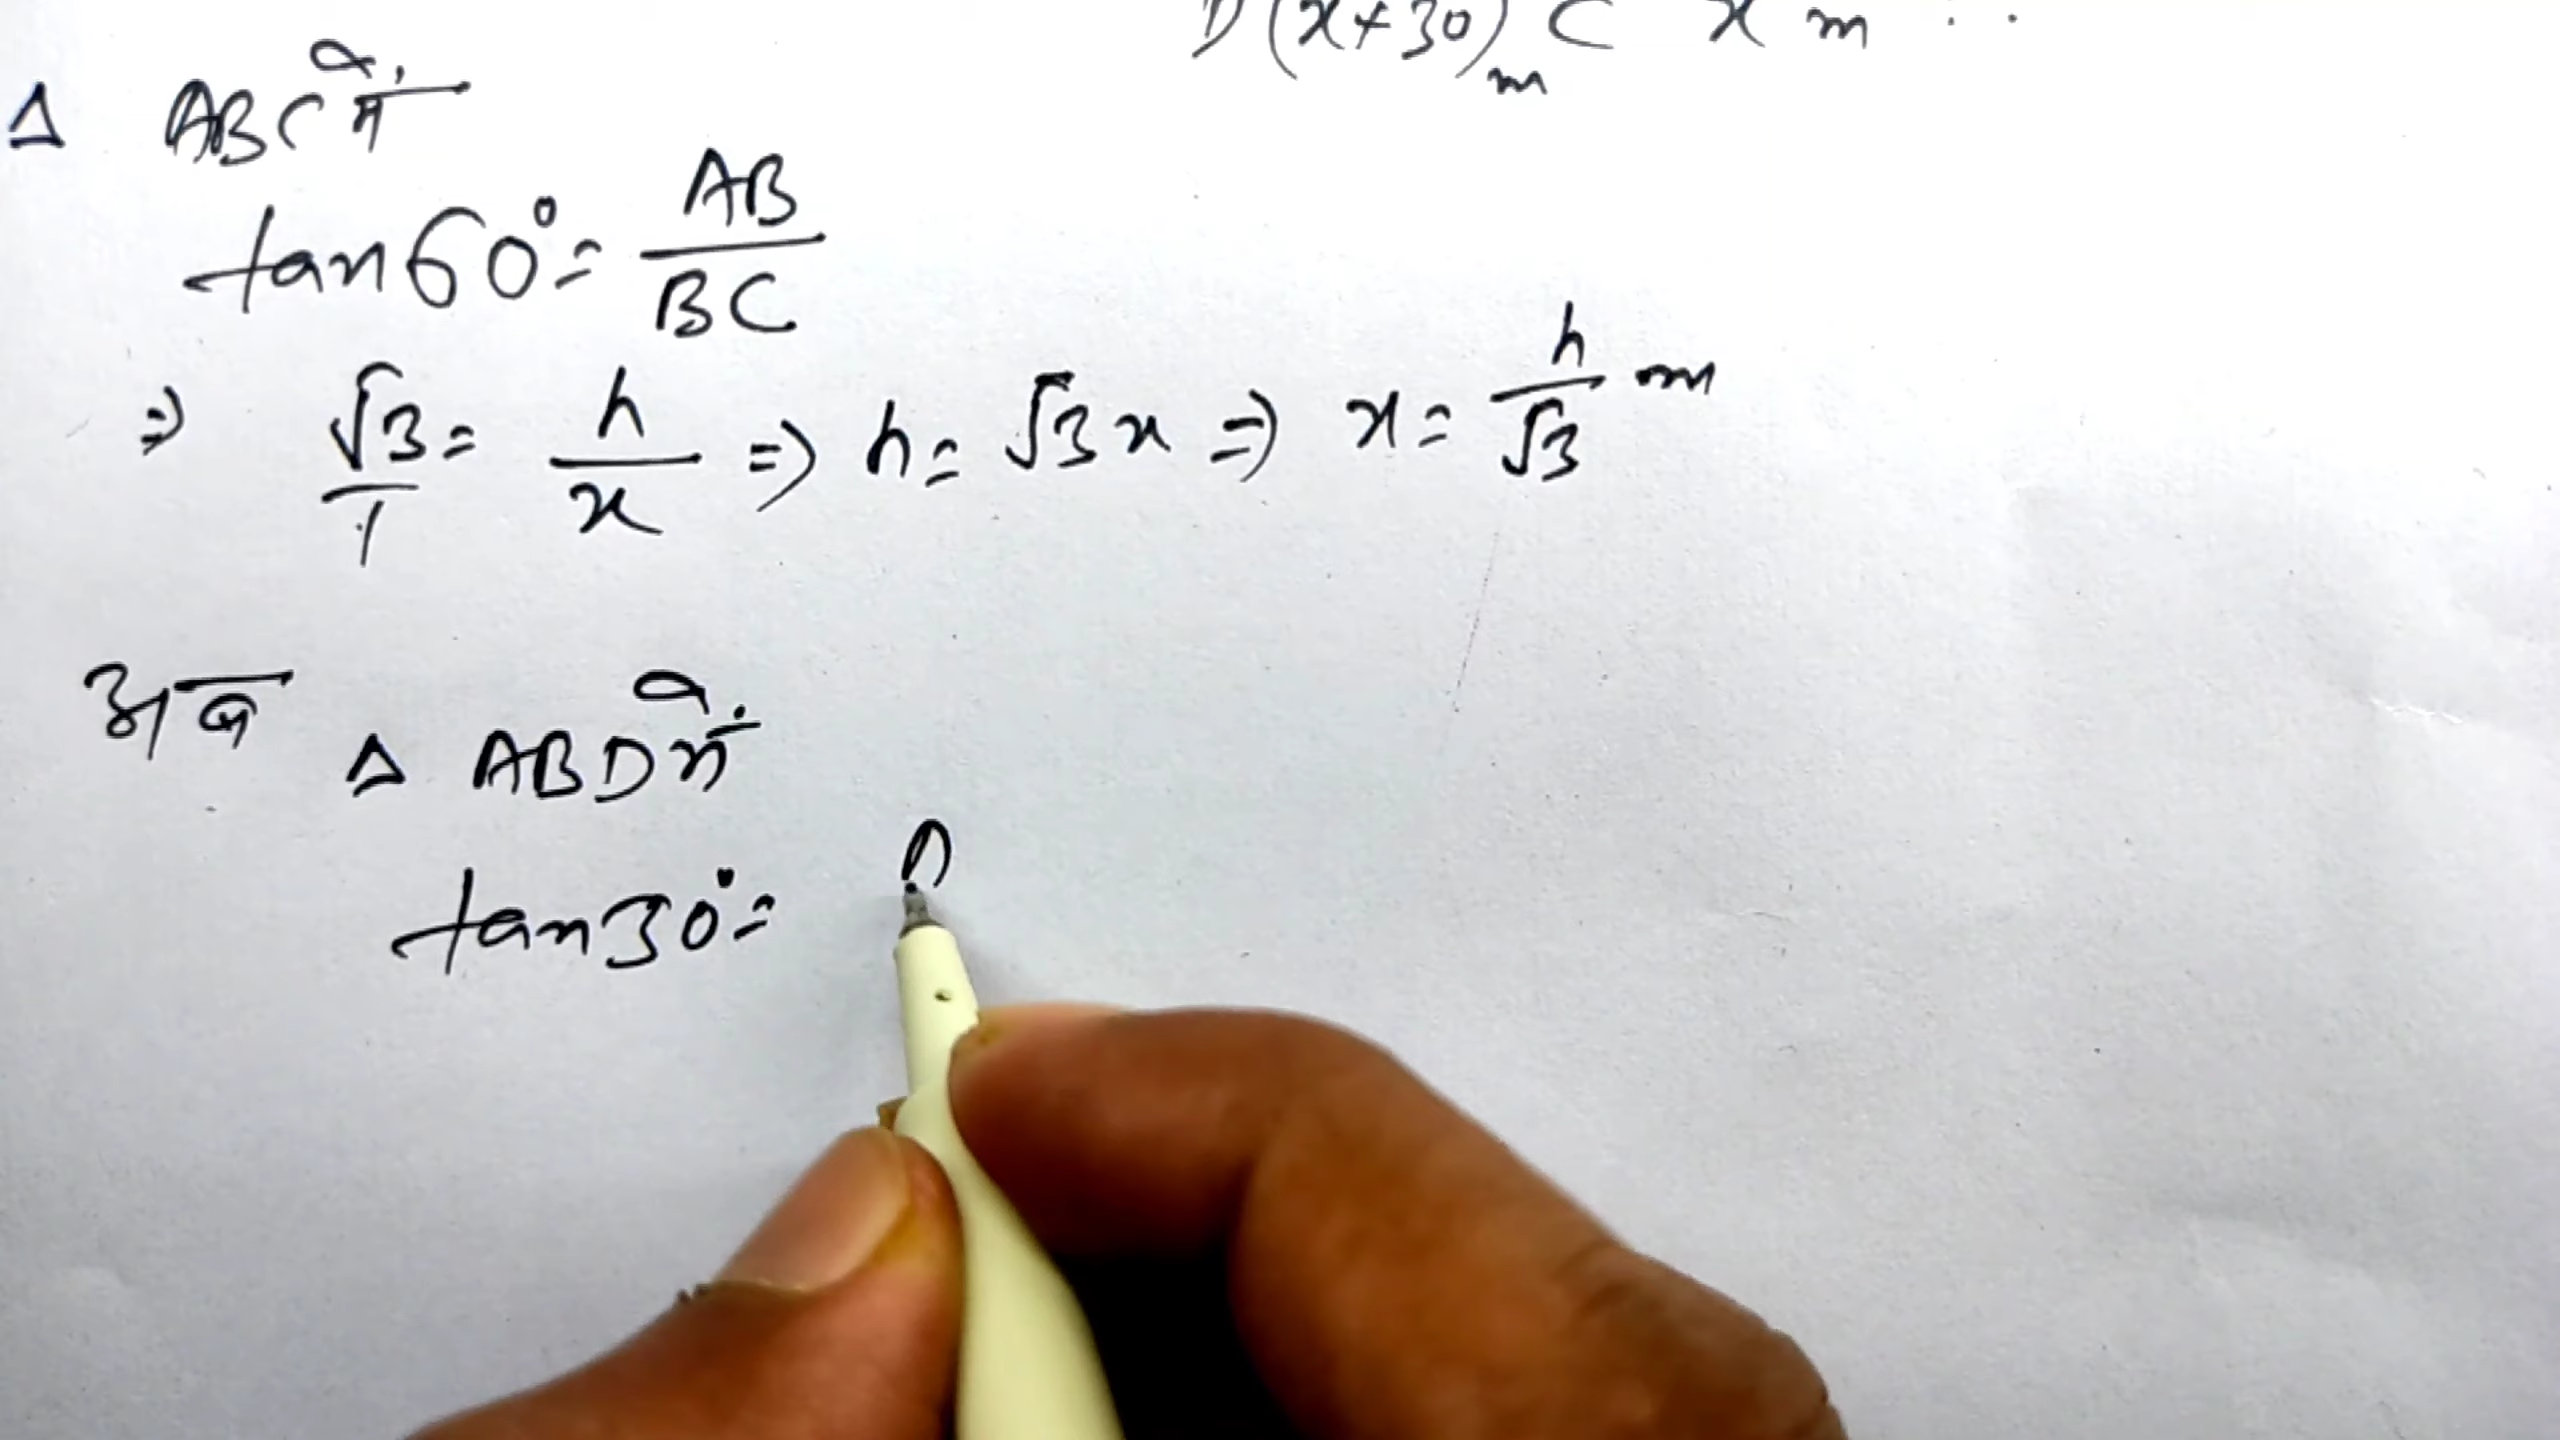 D (x+30) m C x m
Δ ABC में
tan60° = AB/BC
⇒ √3/1 = h/x ⇒ h = √3x ⇒ x = h/√3 m
अब Δ ABD में
tan30° =